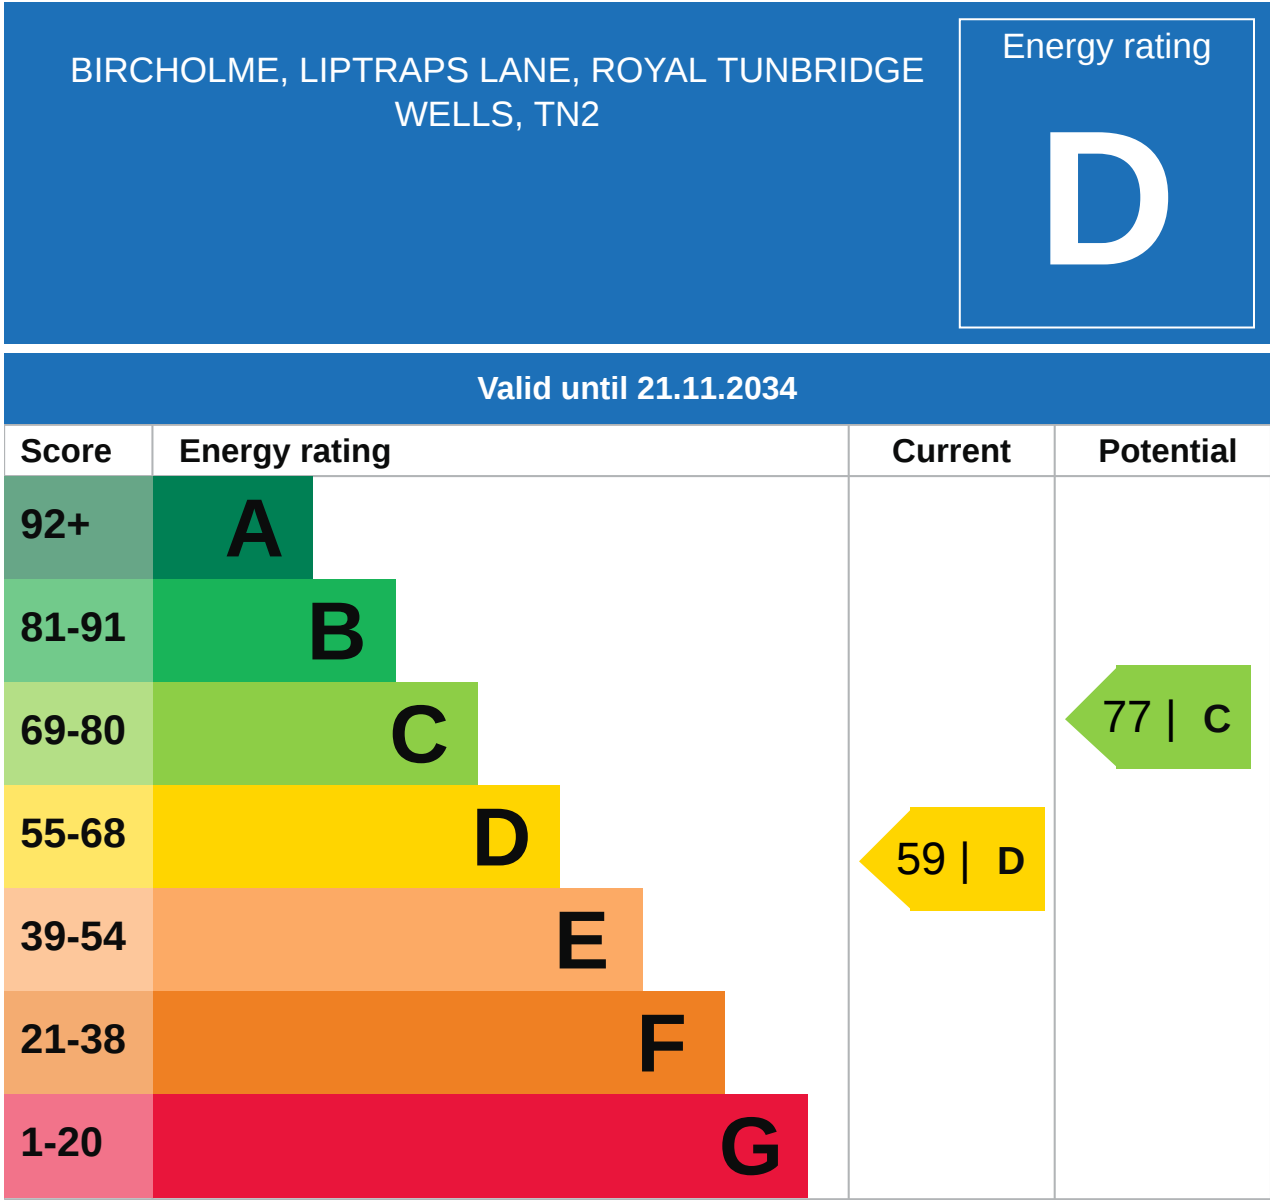 BIRCHOLME, LIPTRAPS LANE, ROYAL TUNBRIDGE
WELLS, TN2
Energy rating
D
Valid until 21.11.2034
Score Energy rating Current Potential
92+ A
81-91 B
69-80 C
77 | C
55-68 D
59 | D
39-54 E
21-38 F
1-20 G